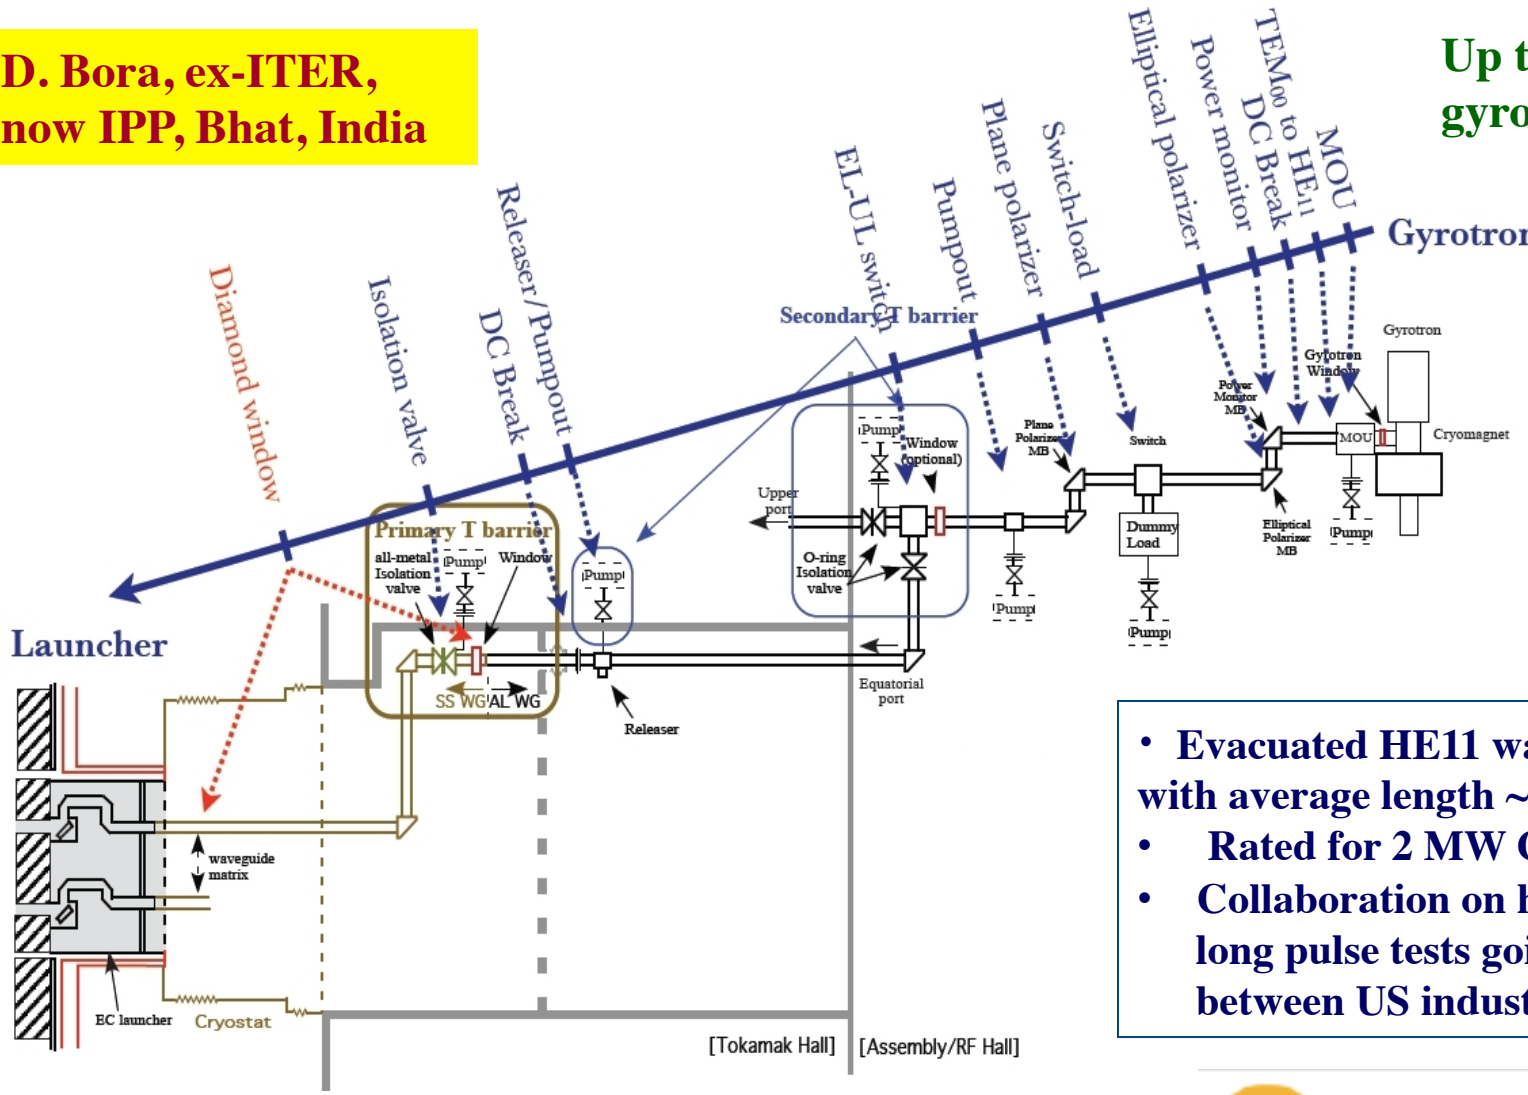 D. Bora, ex-ITER,
now IPP, Bhat, India
Up t
gyro
Elliptical polarizer
Power monitor
TEM00 to HE11
DC Break
MOU
Switch-load
Plane polarizer
Pumpout
EL-UL switch
Releaser/Pumpout
DC Break
Isolation valve
Diamond window
Gyrotron
Launcher
Secondary T barrier
Primary T barrier
Gyrotron
Gyrotron
Window
Cryomagnet
MOU
Pump
Power
Monitor
MB
Elliptical
Polarizer
MB
Switch
Dummy
Load
Pump
Plane
Polarizer
MB
Pump
Pump
Window
(optional)
Upper
port
O-ring
Isolation
valve
Equatorial
port
all-metal
Isolation
valve
Pump
Window
Pump
SS WG
AL WG
Releaser
waveguide
matrix
EC launcher
Cryostat
[Tokamak Hall]
[Assembly/RF Hall]
• Evacuated HE11 wa
with average length ~
• Rated for 2 MW
• Collaboration on h
long pulse tests goi
between US indust